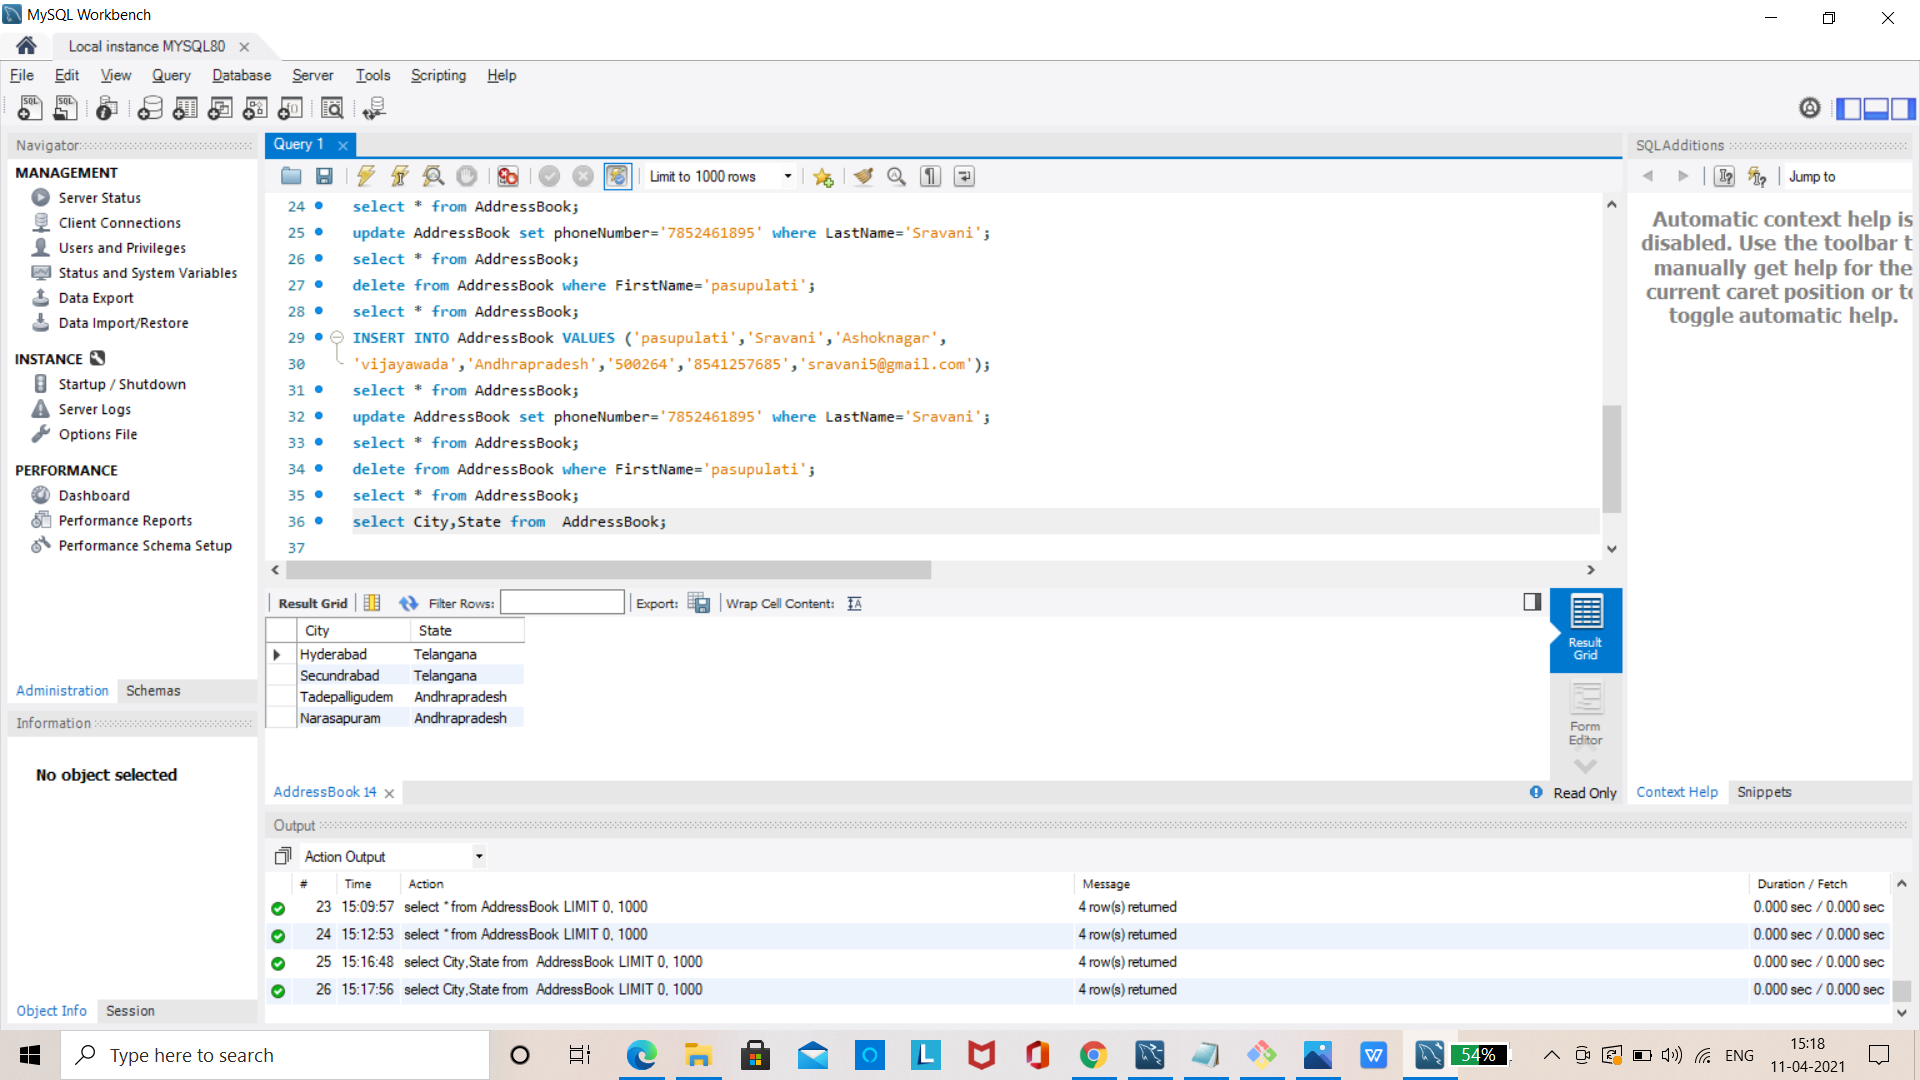 MySQL Workbench
Local instance MYSQL80
File Edit View Query Database Server Tools Scripting Help
Navigator
MANAGEMENT
Server Status
Client Connections
Users and Privileges
Status and System Variables
Data Export
Data Import/Restore
INSTANCE
Startup / Shutdown
Server Logs
Options File
PERFORMANCE
Dashboard
Performance Reports
Performance Schema Setup
Administration Schemas
Information
No object selected
Object Info Session
Query 1
Limit to 1000 rows
24 select * from AddressBook;
25 update AddressBook set phoneNumber='7852461895' where LastName='Sravani';
26 select * from AddressBook;
27 delete from AddressBook where FirstName='pasupulati';
28 select * from AddressBook;
29 INSERT INTO AddressBook VALUES ('pasupulati','Sravani','Ashoknagar',
30 'vijayawada','Andhrapradesh','500264','8541257685','sravani5@gmail.com');
31 select * from AddressBook;
32 update AddressBook set phoneNumber='7852461895' where LastName='Sravani';
33 select * from AddressBook;
34 delete from AddressBook where FirstName='pasupulati';
35 select * from AddressBook;
36 select City,State from  AddressBook;
37
Result Grid Filter Rows: Export: Wrap Cell Content:
City State
Hyderabad Telangana
Secundrabad Telangana
Tadepalligudem Andhrapradesh
Narasapuram Andhrapradesh
Result
Grid
Form
Editor
AddressBook 14
Read Only
SQLAdditions
Jump to
Automatic context help is
disabled. Use the toolbar t
manually get help for the
current caret position or to
toggle automatic help.
Context Help Snippets
Output
Action Output
# Time Action Message Duration / Fetch
23 15:09:57 select * from AddressBook LIMIT 0, 1000 4 row(s) returned 0.000 sec / 0.000 sec
24 15:12:53 select * from AddressBook LIMIT 0, 1000 4 row(s) returned 0.000 sec / 0.000 sec
25 15:16:48 select City,State from  AddressBook LIMIT 0, 1000 4 row(s) returned 0.000 sec / 0.000 sec
26 15:17:56 select City,State from  AddressBook LIMIT 0, 1000 4 row(s) returned 0.000 sec / 0.000 sec
Type here to search
54%
ENG
15:18
11-04-2021